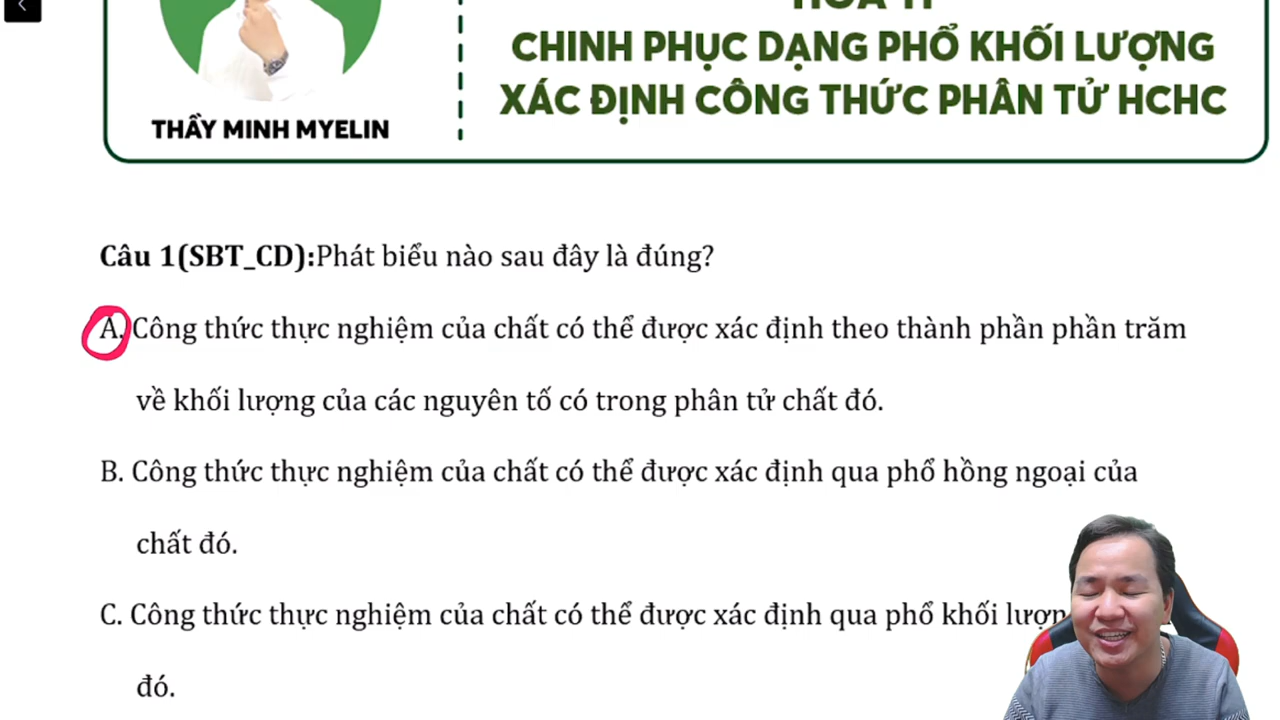 HÓA 11
CHINH PHỤC DẠNG PHỔ KHỐI LƯỢNG
XÁC ĐỊNH CÔNG THỨC PHÂN TỬ HCHC
THẦY MINH MYELIN
Câu 1(SBT_CD):Phát biểu nào sau đây là đúng?
A. Công thức thực nghiệm của chất có thể được xác định theo thành phần phần trăm
về khối lượng của các nguyên tố có trong phân tử chất đó.
B. Công thức thực nghiệm của chất có thể được xác định qua phổ hồng ngoại của
chất đó.
C. Công thức thực nghiệm của chất có thể được xác định qua phổ khối
đó.